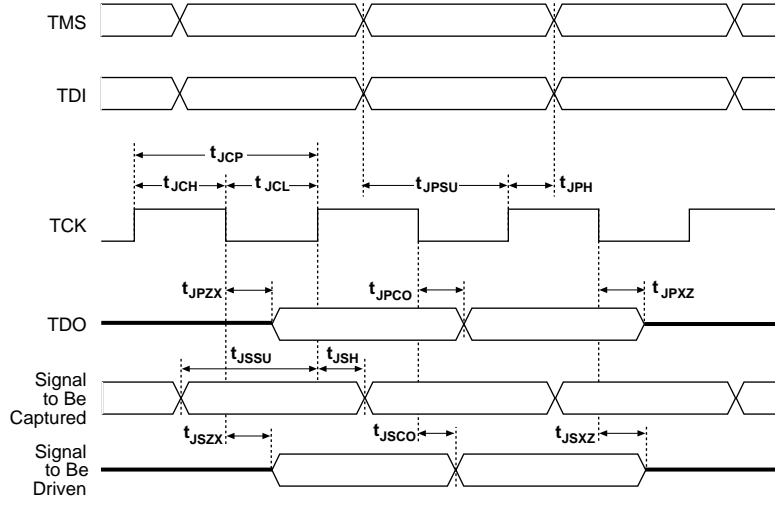 TMS
TDI
tJCP
tJCH
tJCL
tJPSU
tJPH
TCK
tJPZX
tJPCO
tJPXZ
TDO
tJSSU
tJSH
Signal
to Be
Captured
tJSZX
tJSCO
tJSXZ
Signal
to Be
Driven